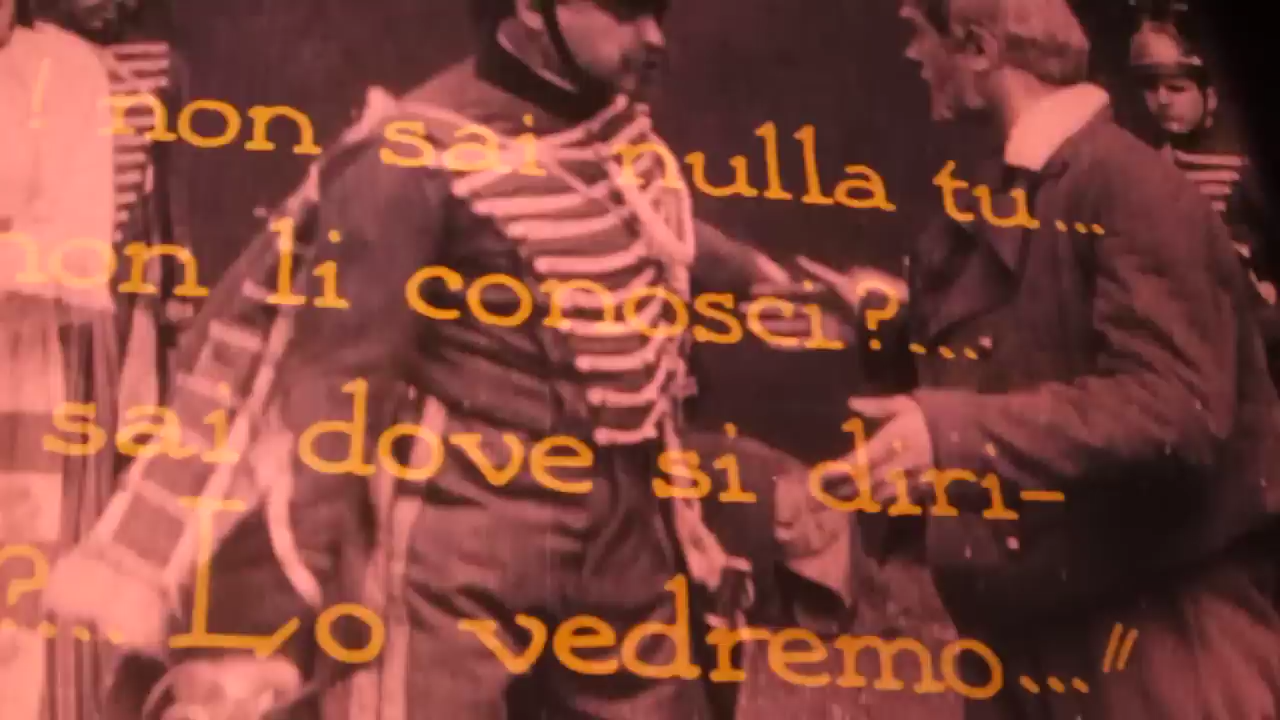 ! non sai nulla tu...
non li conosci?...
sai dove si diri-
?.... Lo vedremo..."